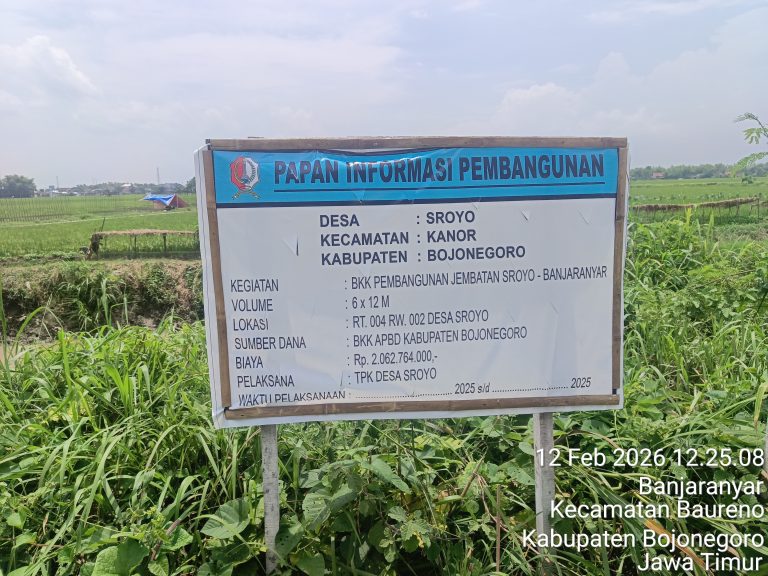 PAPAN INFORMASI PEMBANGUNAN
DESA : SROYO
KECAMATAN : KANOR
KABUPATEN : BOJONEGORO
KEGIATAN : BKK PEMBANGUNAN JEMBATAN SROYO - BANJARANYAR
VOLUME : 6 x 12 M
LOKASI : RT. 004 RW. 002 DESA SROYO
SUMBER DANA : BKK APBD KABUPATEN BOJONEGORO
BIAYA : Rp. 2.062.764.000,-
PELAKSANA : TPK DESA SROYO
WAKTU PELAKSANAAN : ........................... 2025 s/d ........................... 2025
12 Feb 2026 12.25.08
Banjaranyar
Kecamatan Baureno
Kabupaten Bojonegoro
Jawa Timur